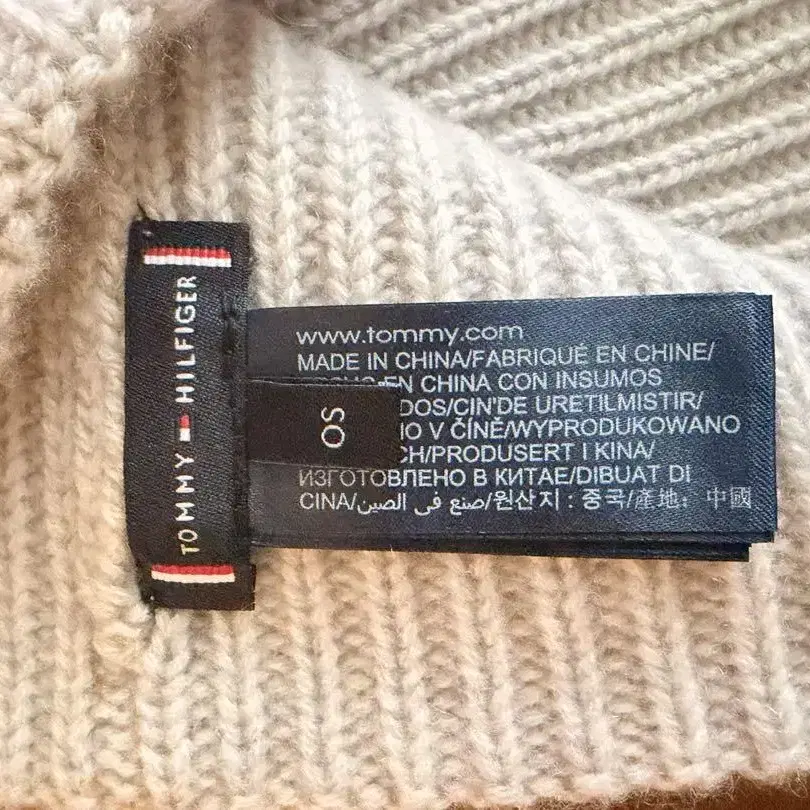 TOMMY HILFIGER
OS
www.tommy.com
MADE IN CHINA/FABRIQUÉ EN CHINE/
EN CHINA CON INSUMOS
DOS/CIN'DE URETILMISTIR/
V ČÍNĚ/WYPRODUKOWANO
CH/PRODUSERT I KINA/
ИЗГОТОВЛЕНО В КИТАЕ/DIBUAT DI
CINA/صنع في الصين/원산지 : 중국/產地: 中國